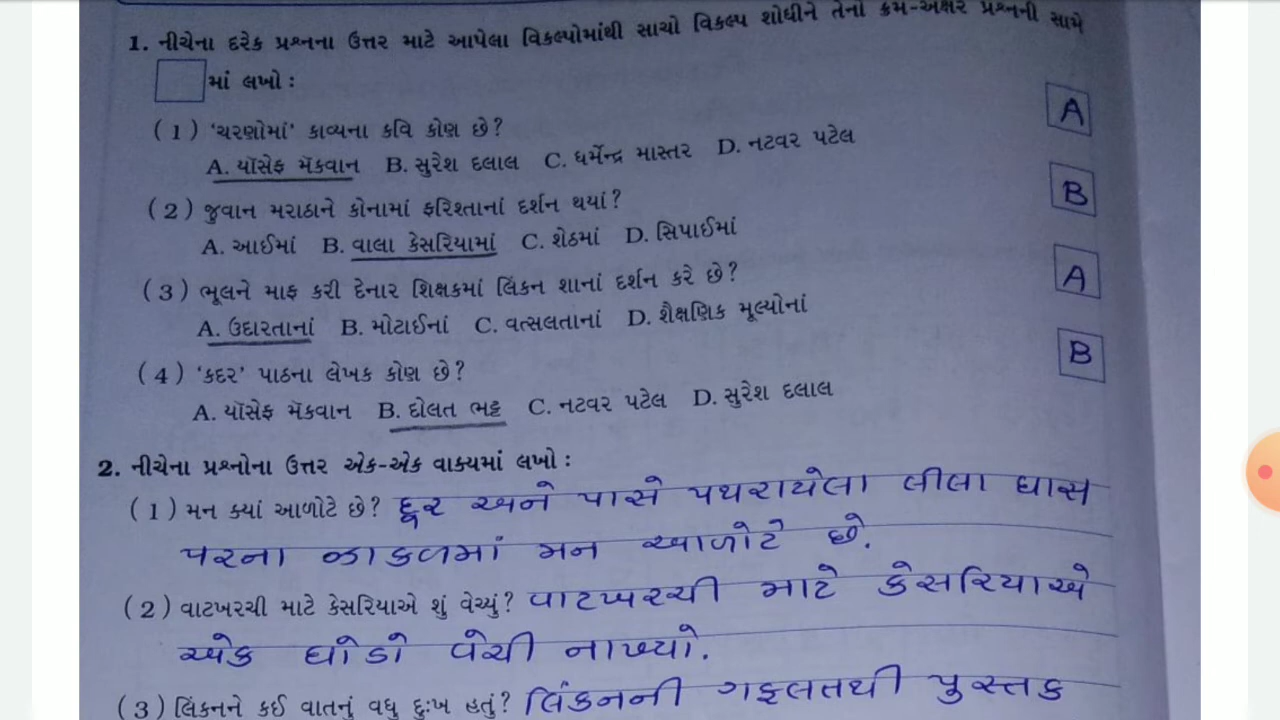 1. નીચેના દરેક પ્રશ્નના ઉત્તર માટે આપેલા વિકલ્પોમાંથી સાચો વિકલ્પ શોધીને તેનો ક્રમ-અક્ષર પ્રશ્નની સામે
માં લખો :
(1) ‘ચરણોમાં’ કાવ્યના કવિ કોણ છે? A
A. યૉસેફ મૅકવાન B. સુરેશ દલાલ C. ધર્મેન્દ્ર માસ્તર D. નટવર પટેલ
(2) જુવાન મરાઠાને કોનામાં ફરિશ્તાનાં દર્શન થયાં? B
A. આઈમાં B. વાલા કેસરિયામાં C. શેઠમાં D. સિપાઈમાં
(3) ભૂલને માફ કરી દેનાર શિક્ષકમાં લિંકન શાનાં દર્શન કરે છે? A
A. ઉદારતાનાં B. મોટાઈનાં C. વત્સલતાનાં D. શૈક્ષણિક મૂલ્યોનાં
(4) ‘કદર’ પાઠના લેખક કોણ છે? B
A. યૉસેફ મૅકવાન B. દોલત ભટ્ટ C. નટવર પટેલ D. સુરેશ દલાલ
2. નીચેના પ્રશ્નોના ઉત્તર એક-એક વાક્યમાં લખો :
(1) મન ક્યાં આળોટે છે? દૂર અને પાસે પથરાયેલા લીલા ઘાસ
પરના ઝાકળમાં મન આળોટે છે.
(2) વાટખરચી માટે કેસરિયાએ શું વેચ્યું? વાટખરચી માટે કેસરિયાએ
એક ઘોડો વેચી નાખ્યો.
(3) લિંકનને કઈ વાતનું વધુ દુઃખ હતું? લિંકનની ગફલતથી પુસ્તક